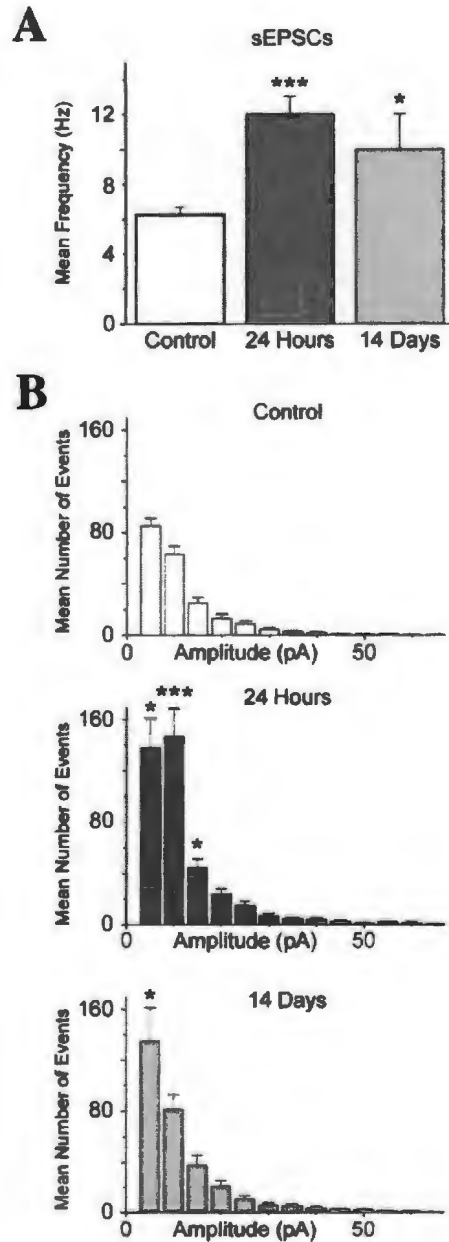 A
sEPSCs
Mean Frequency (Hz)
12
8
4
0
***
*
Control 24 Hours 14 Days
B
Control
Mean Number of Events
160
80
0
0 Amplitude (pA) 50
24 Hours
Mean Number of Events
160
80
0
* *** *
0 Amplitude (pA) 50
14 Days
Mean Number of Events
160
80
0
*
0 Amplitude (pA) 50